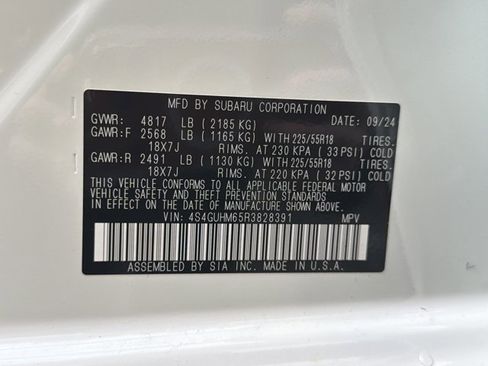 MFD BY SUBARU CORPORATION
GVWR: 4817 LB (2185 KG) DATE: 09/24
GAWR:F 2568 LB (1165 KG) WITH 225/55R18 TIRES.
18X7J RIMS. AT 230 KPA (33 PSI) COLD
GAWR:R 2491 LB (1130 KG) WITH 225/55R18 TIRES.
18X7J RIMS. AT 220 KPA (32 PSI) COLD
THIS VEHICLE CONFORMS TO ALL APPLICABLE FEDERAL MOTOR
VEHICLE SAFETY AND THEFT PREVENTION STANDARDS
IN EFFECT ON THE DATE OF MANUFACTURE SHOWN ABOVE.
VIN: 4S4GUHM65R3828391 MPV
ASSEMBLED BY SIA INC. MADE IN U.S.A.